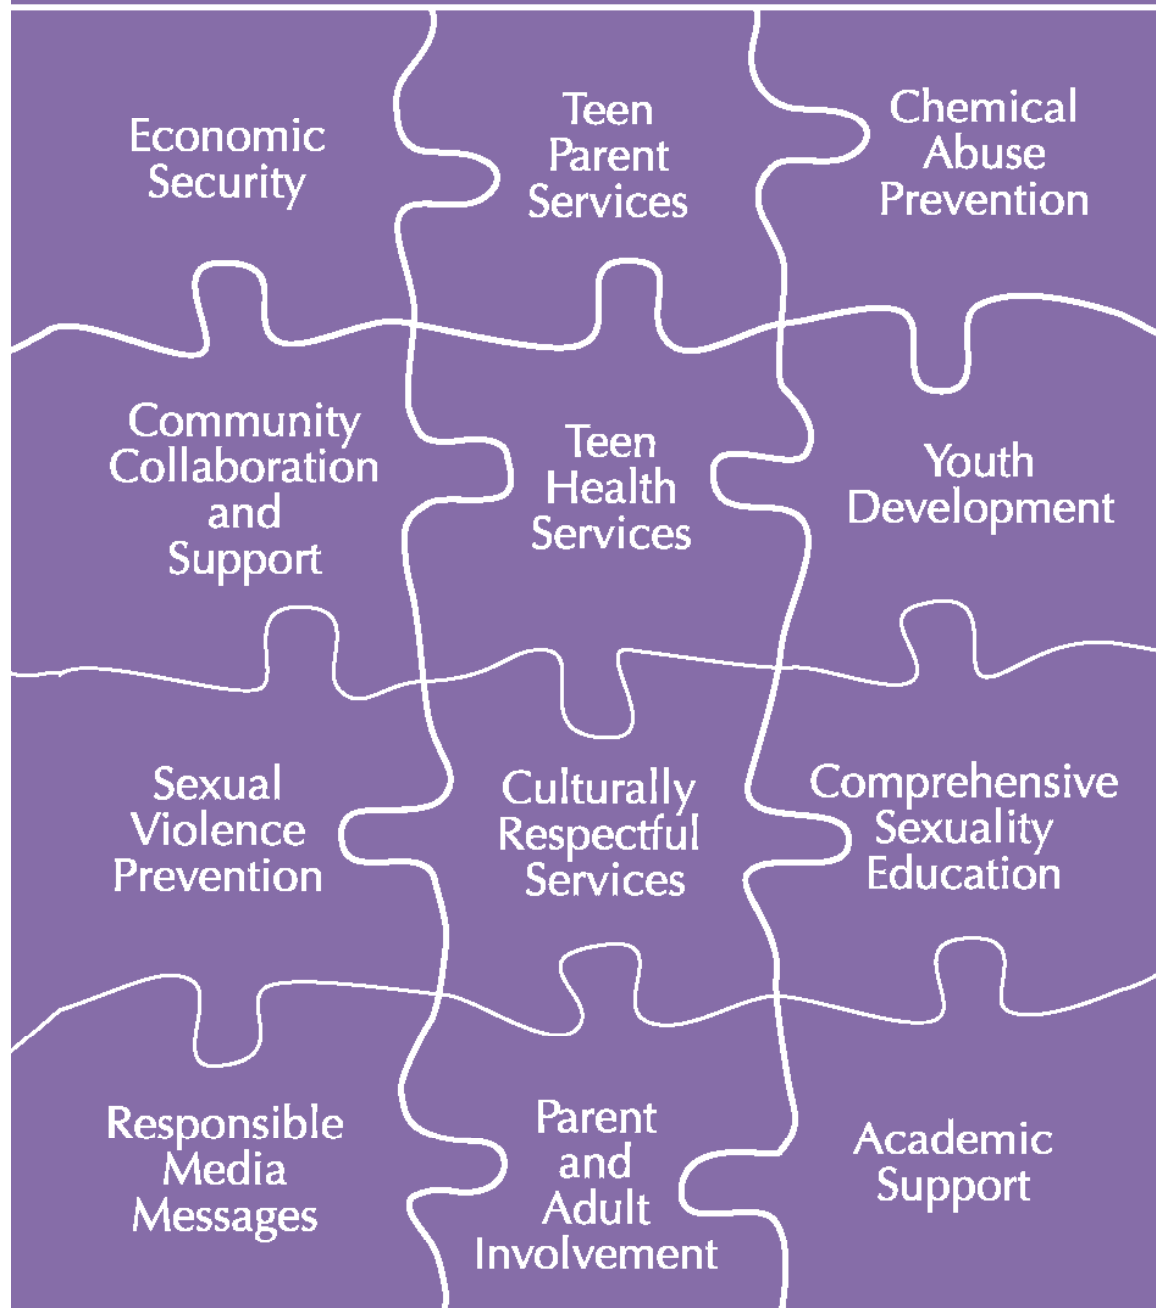 Economic
Security
Teen
Parent
Services
Chemical
Abuse
Prevention
Community
Collaboration
and
Support
Teen
Health
Services
Youth
Development
Sexual
Violence
Prevention
Culturally
Respectful
Services
Comprehensive
Sexuality
Education
Responsible
Media
Messages
Parent
and
Adult
Involvement
Academic
Support